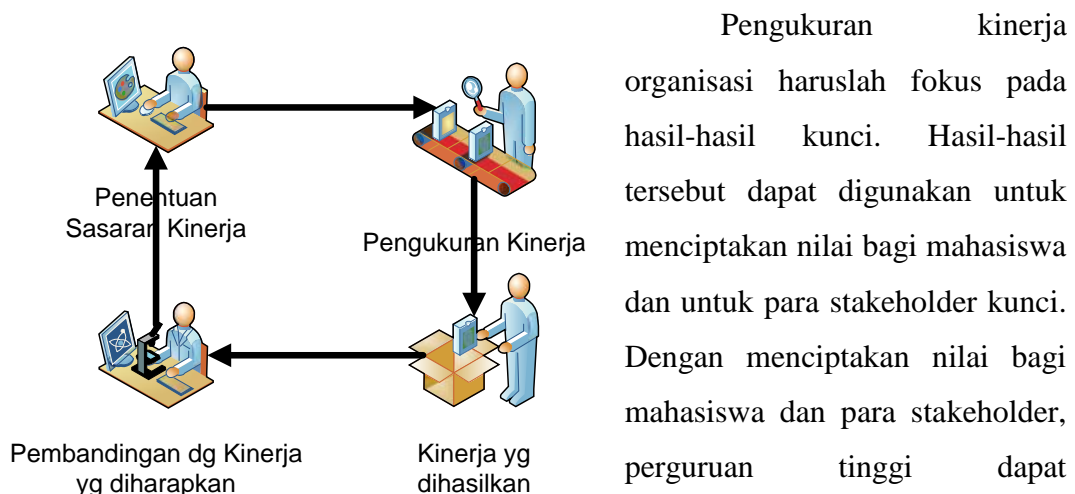 Penentuan
Sasaran Kinerja
Pengukuran Kinerja
Pembandingan dg Kinerja
yg diharapkan
Kinerja yg
dihasilkan
Pengukuran kinerja
organisasi haruslah fokus pada
hasil-hasil kunci. Hasil-hasil
tersebut dapat digunakan untuk
menciptakan nilai bagi mahasiswa
dan untuk para stakeholder kunci.
Dengan menciptakan nilai bagi
mahasiswa dan para stakeholder,
perguruan tinggi dapat